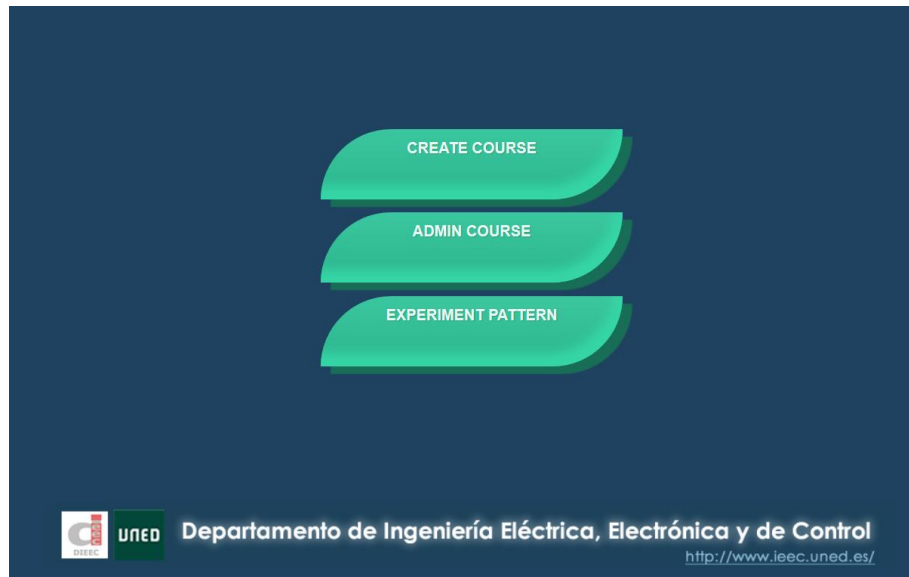 CREATE COURSE
ADMIN COURSE
EXPERIMENT PATTERN
DIEEC
UNED
Departamento de Ingeniería Eléctrica, Electrónica y de Control
http://www.ieec.uned.es/